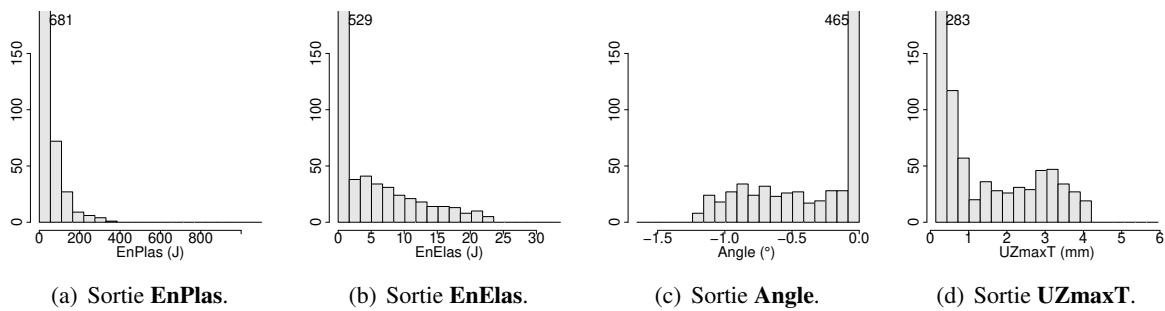 681
529
465
283
0 50 100 150
0 50 100 150
0 50 100 150
0 50 100 150
0 200 400 600 800
0 5 10 15 20 25 30
−1.5 −1.0 −0.5 0.0
0 1 2 3 4 5 6
EnPlas (J)
EnElas (J)
Angle (°)
UZmaxT (mm)
(a) Sortie EnPlas.
(b) Sortie EnElas.
(c) Sortie Angle.
(d) Sortie UZmaxT.